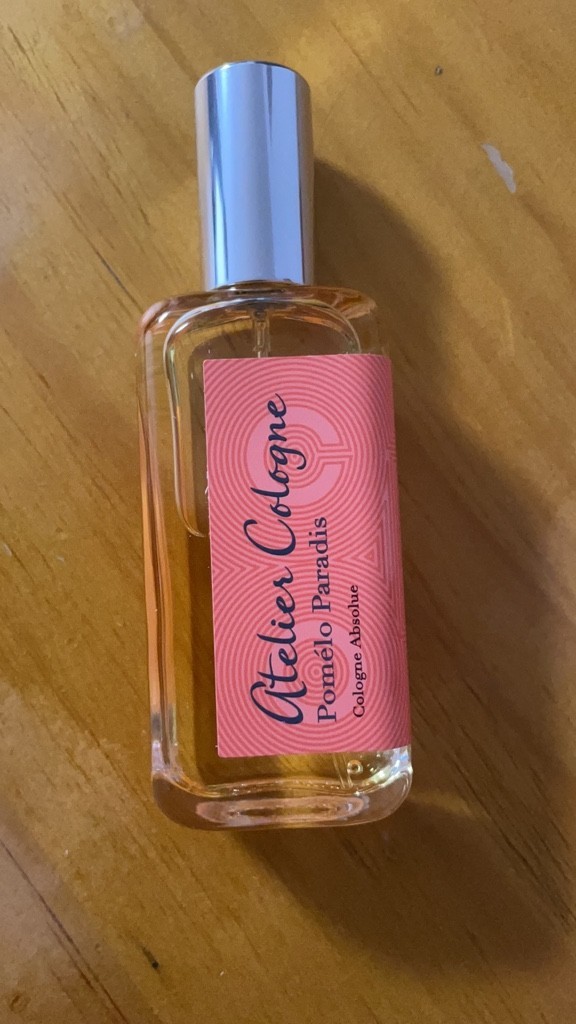 Atelier Cologne
Pomélo Paradis
Cologne Absolue